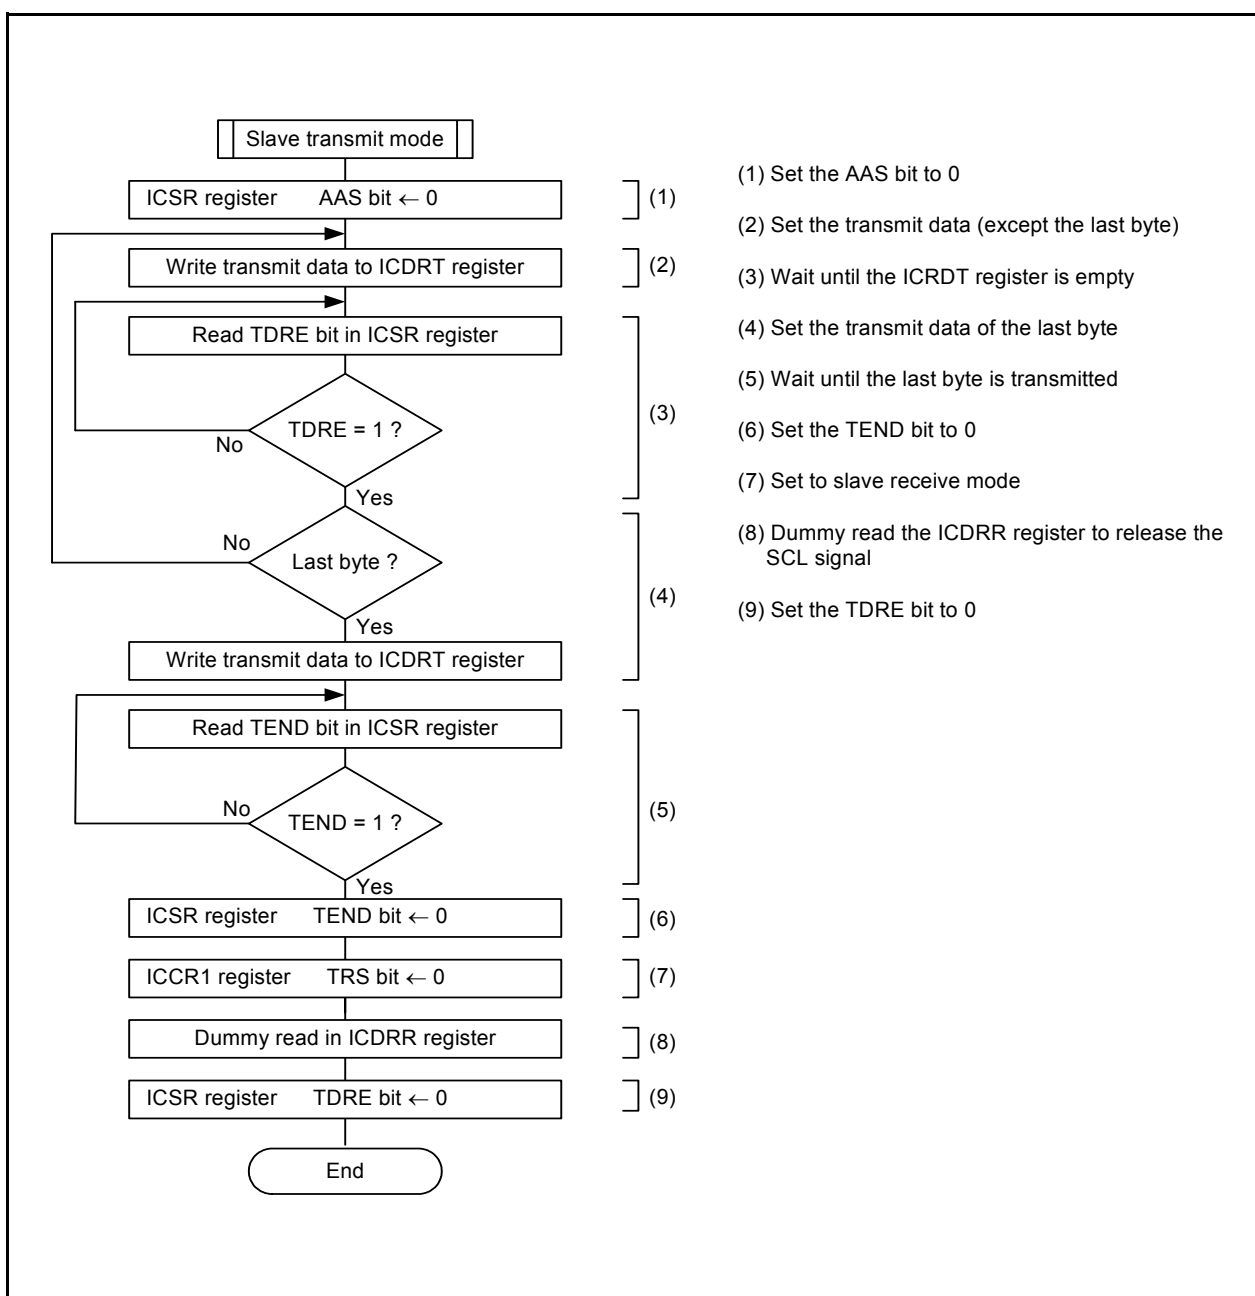 Slave transmit mode
ICSR register AAS bit ← 0
(1)
Write transmit data to ICDRT register
(2)
Read TDRE bit in ICSR register
TDRE = 1 ?
No
(3)
Yes
No
Last byte ?
(4)
Yes
Write transmit data to ICDRT register
Read TEND bit in ICSR register
No
TEND = 1 ?
(5)
Yes
ICSR register TEND bit ← 0
(6)
ICCR1 register TRS bit ← 0
(7)
Dummy read in ICDRR register
(8)
ICSR register TDRE bit ← 0
(9)
End
(1) Set the AAS bit to 0
(2) Set the transmit data (except the last byte)
(3) Wait until the ICRDT register is empty
(4) Set the transmit data of the last byte
(5) Wait until the last byte is transmitted
(6) Set the TEND bit to 0
(7) Set to slave receive mode
(8) Dummy read the ICDRR register to release the
SCL signal
(9) Set the TDRE bit to 0